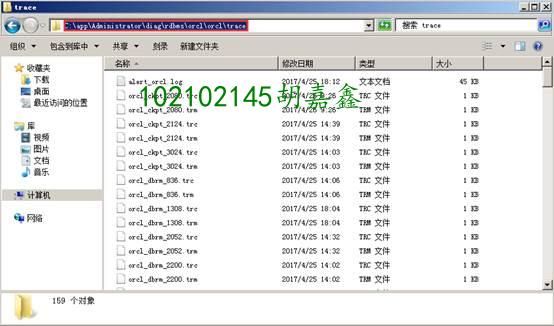 trace
C:\app\Administrator\diag\rdbms\orcl\orcl\trace
搜索 trace
组织 包含到库中 共享 刻录 新建文件夹
名称 修改日期 类型 大小
收藏夹
下载
桌面
最近访问的位置
库
视频
图片
文档
音乐
计算机
网络
alert_orcl.log 2017/4/25 18:12 文本文档 45 KB
102102145胡嘉鑫
orcl_ckpt_2080.trc 9:26 TRC 文件 1 KB
orcl_ckpt_2080.trm 2017/4/25 9:26 TRM 文件 1 KB
orcl_ckpt_2124.trc 2017/4/25 14:39 TRC 文件 1 KB
orcl_ckpt_2124.trm 2017/4/25 14:39 TRM 文件 1 KB
orcl_ckpt_3024.trc 2017/4/25 14:03 TRC 文件 1 KB
orcl_ckpt_3024.trm 2017/4/25 14:03 TRM 文件 1 KB
orcl_dbrm_836.trc 2017/4/25 14:06 TRC 文件 1 KB
orcl_dbrm_836.trm 2017/4/25 14:06 TRM 文件 1 KB
orcl_dbrm_1308.trc 2017/4/25 18:04 TRC 文件 1 KB
orcl_dbrm_1308.trm 2017/4/25 18:04 TRM 文件 1 KB
orcl_dbrm_2052.trc 2017/4/25 14:32 TRC 文件 1 KB
orcl_dbrm_2052.trm 2017/4/25 14:32 TRM 文件 1 KB
orcl_dbrm_2200.trc 2017/4/25 14:02 TRC 文件 1 KB
orcl_dbrm_2200.trm 2017/4/25 14:02 TRM 文件 1 KB
159 个对象